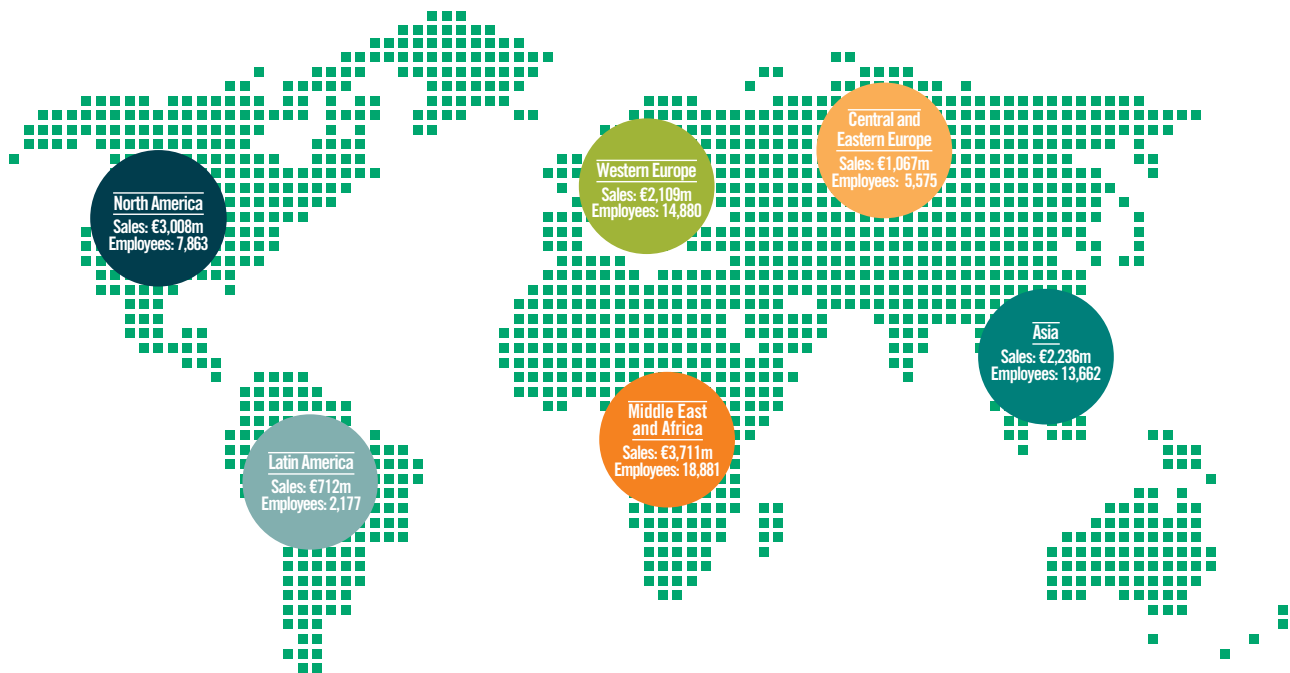 North America
Sales: €3,008m
Employees: 7,863
Western Europe
Sales: €2,109m
Employees: 14,880
Central and
Eastern Europe
Sales: €1,067m
Employees: 5,575
Asia
Sales: €2,236m
Employees: 13,662
Middle East
and Africa
Sales: €3,711m
Employees: 18,881
Latin America
Sales: €712m
Employees: 2,177